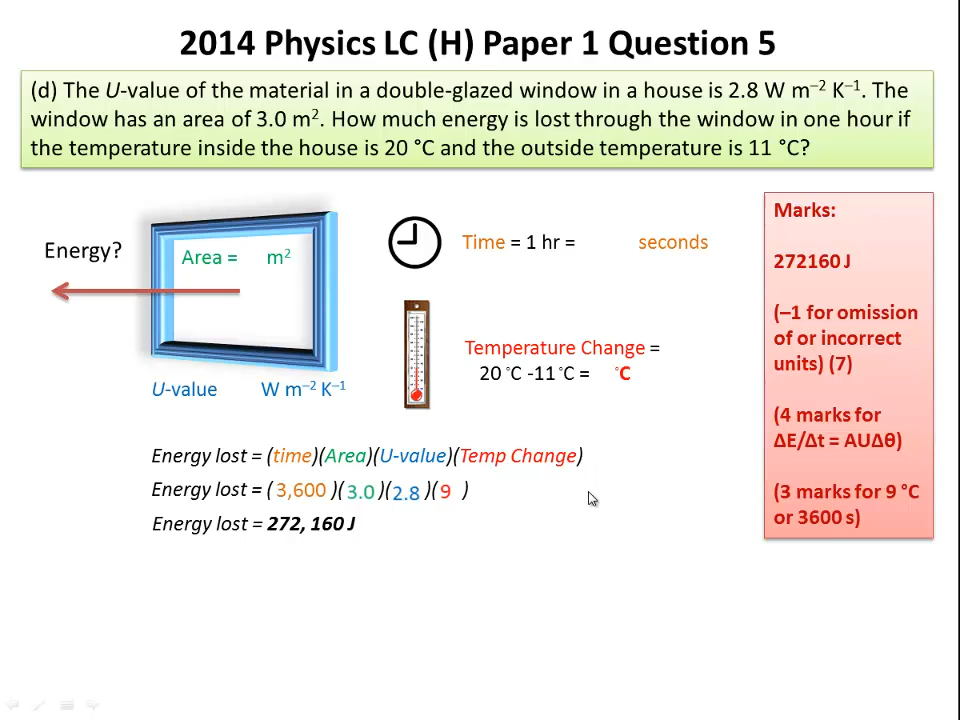 2014 Physics LC (H) Paper 1 Question 5
(d) The U-value of the material in a double-glazed window in a house is 2.8 W m⁻² K⁻¹. The
window has an area of 3.0 m². How much energy is lost through the window in one hour if
the temperature inside the house is 20 °C and the outside temperature is 11 °C?
Energy?
Area = m²
U-value W m⁻² K⁻¹
Time = 1 hr = seconds
Temperature Change =
20 °C -11 °C = °C
Energy lost = (time)(Area)(U-value)(Temp Change)
Energy lost = ( 3,600 )( 3.0 )( 2.8 )( 9 )
Energy lost = 272, 160 J
Marks:
272160 J
(–1 for omission
of or incorrect
units) (7)
(4 marks for
ΔE/Δt = AUΔθ)
(3 marks for 9 °C
or 3600 s)